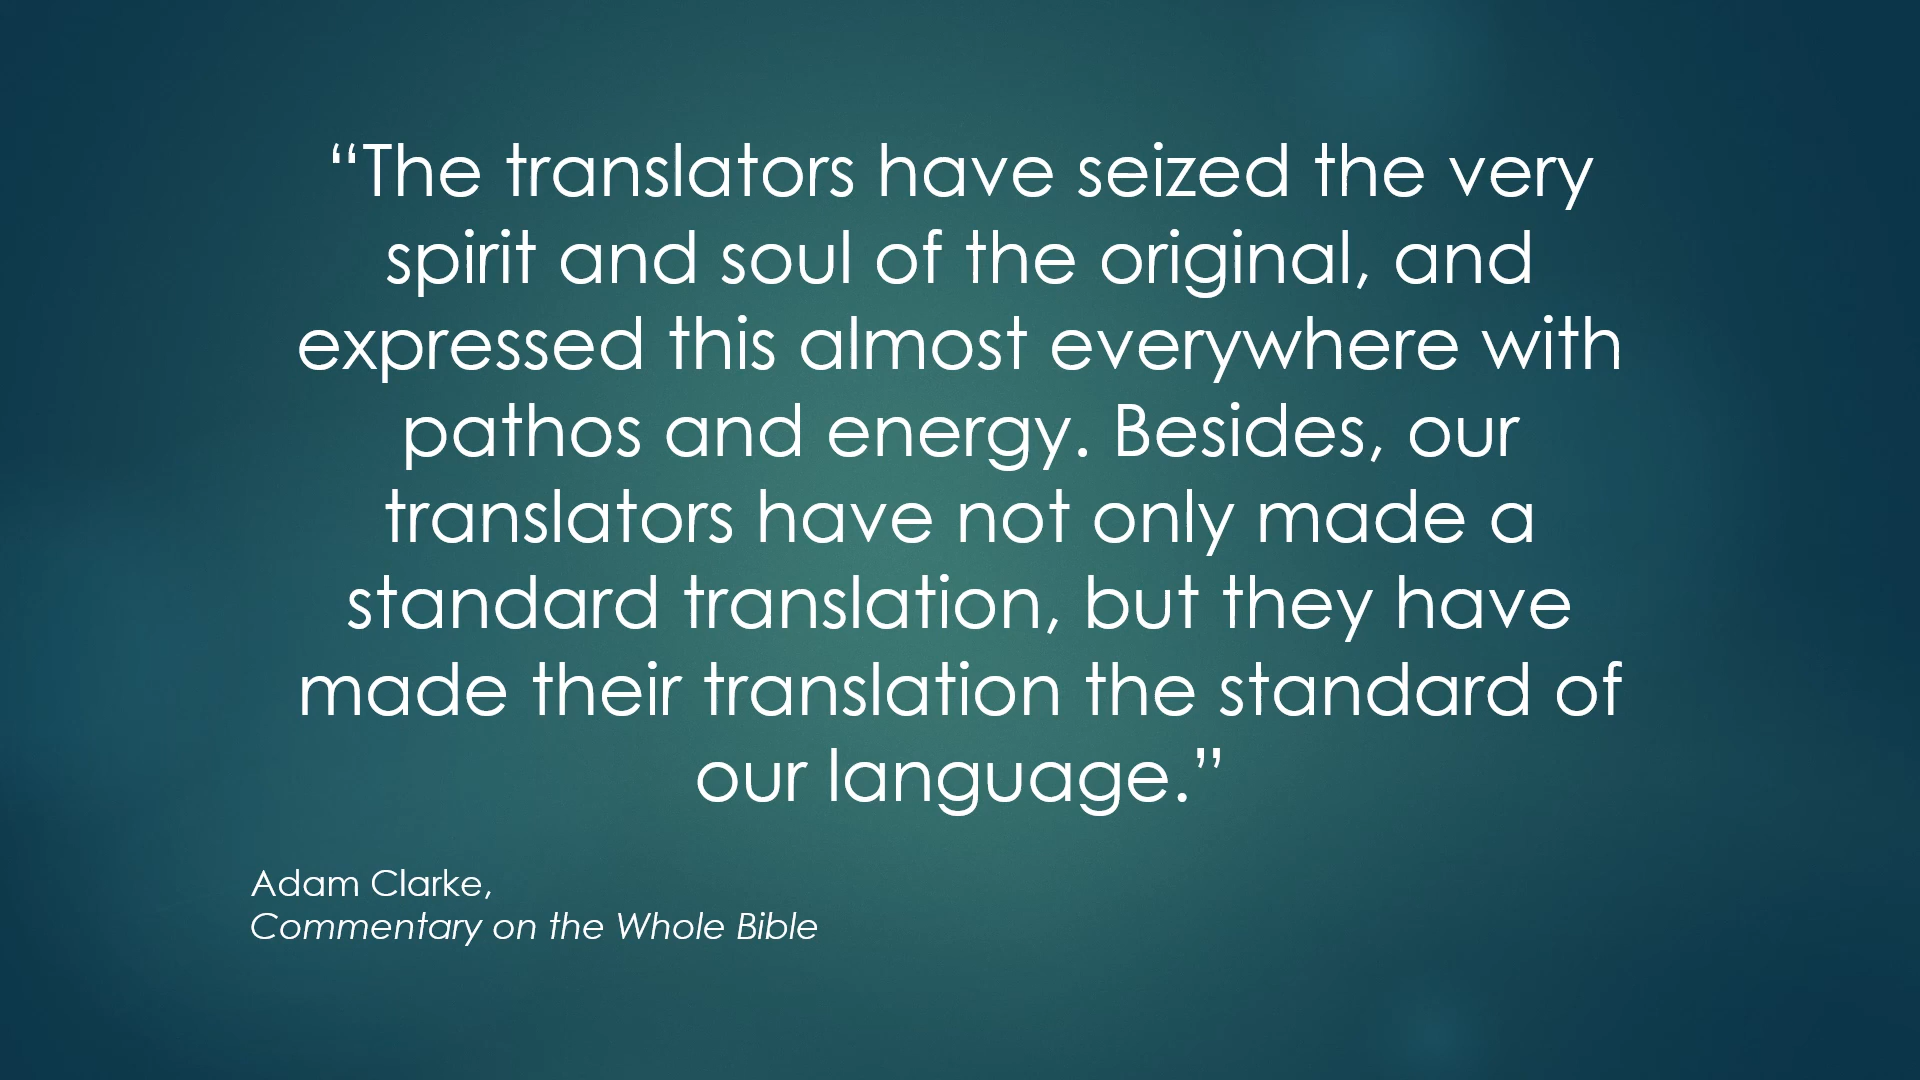 “The translators have seized the very
spirit and soul of the original, and
expressed this almost everywhere with
pathos and energy. Besides, our
translators have not only made a
standard translation, but they have
made their translation the standard of
our language.”
Adam Clarke,
Commentary on the Whole Bible